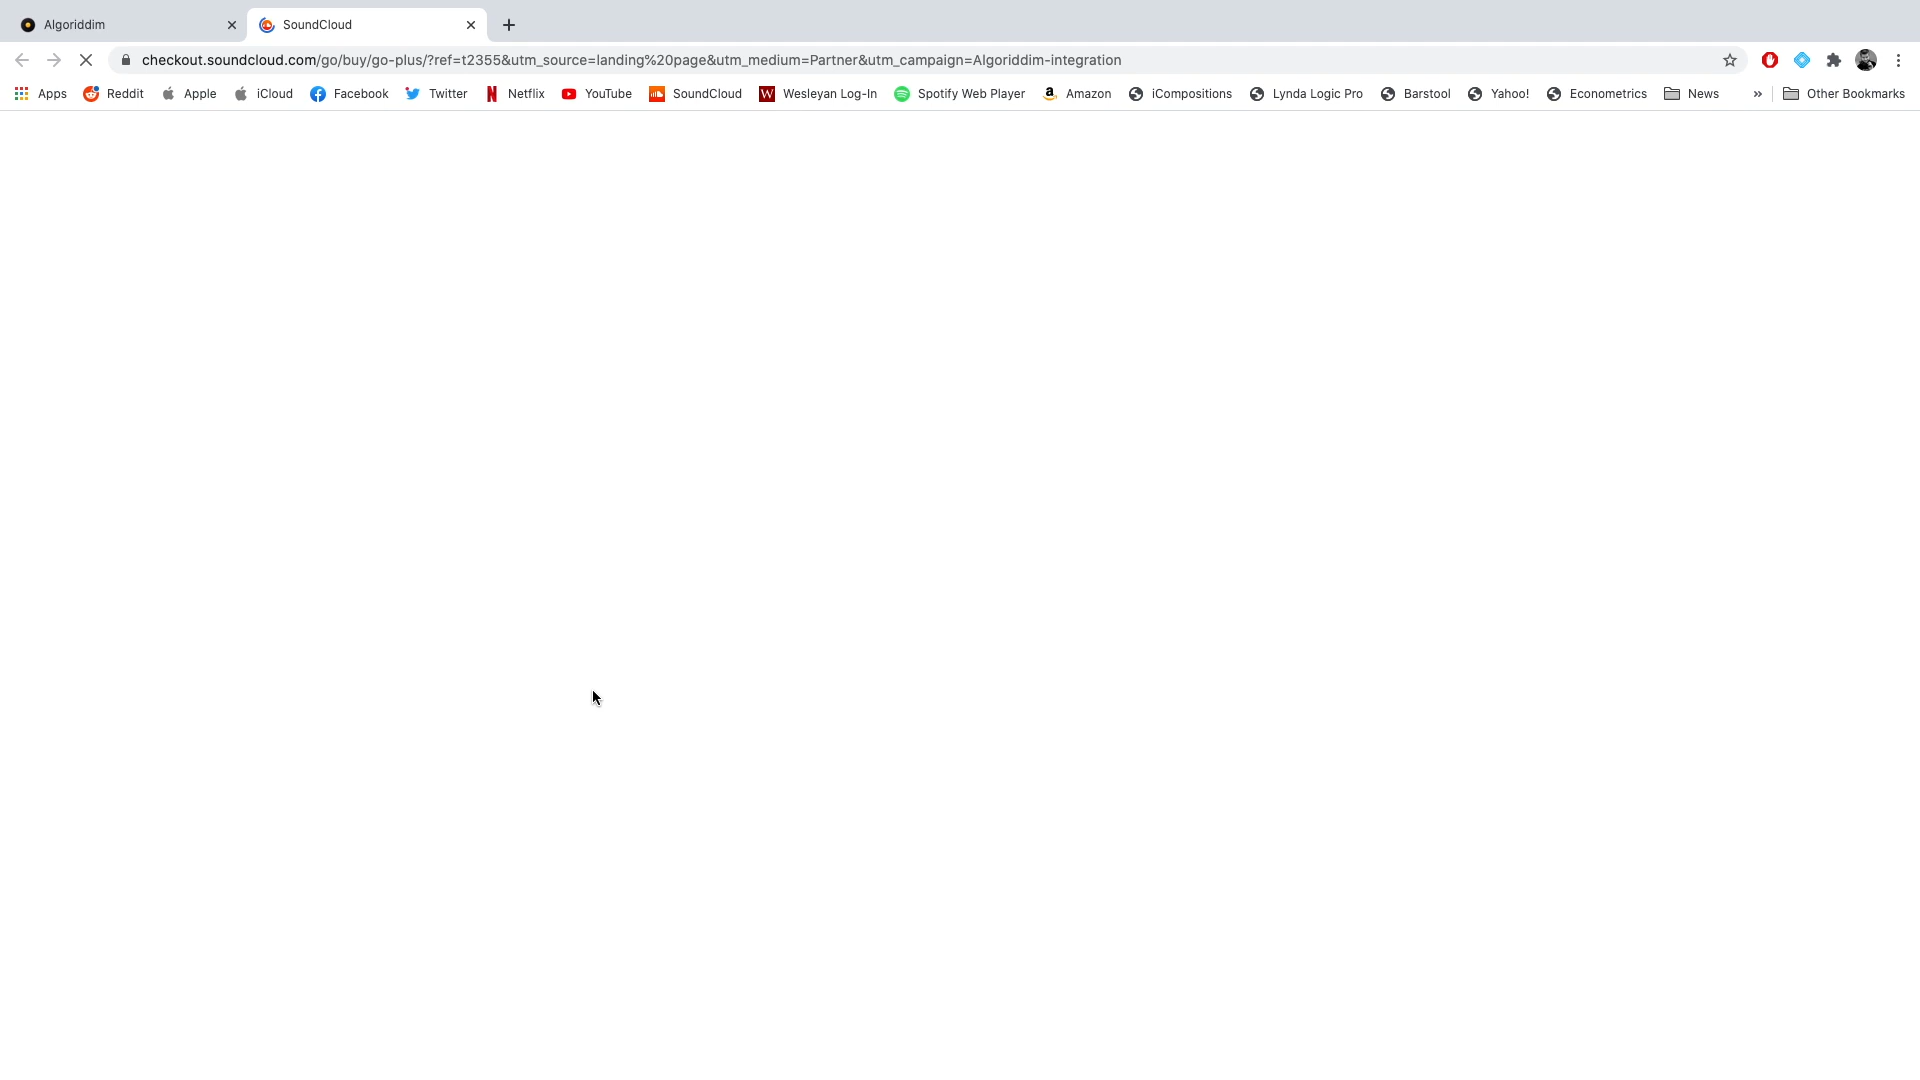 Algoriddim
SoundCloud
checkout.soundcloud.com/go/buy/go-plus/?ref=t2355&utm_source=landing%20page&utm_medium=Partner&utm_campaign=Algoriddim-integration
Apps Reddit Apple iCloud Facebook Twitter Netflix YouTube SoundCloud Wesleyan Log-In Spotify Web Player Amazon iCompositions Lynda Logic Pro Barstool Yahoo! Econometrics News » Other Bookmarks